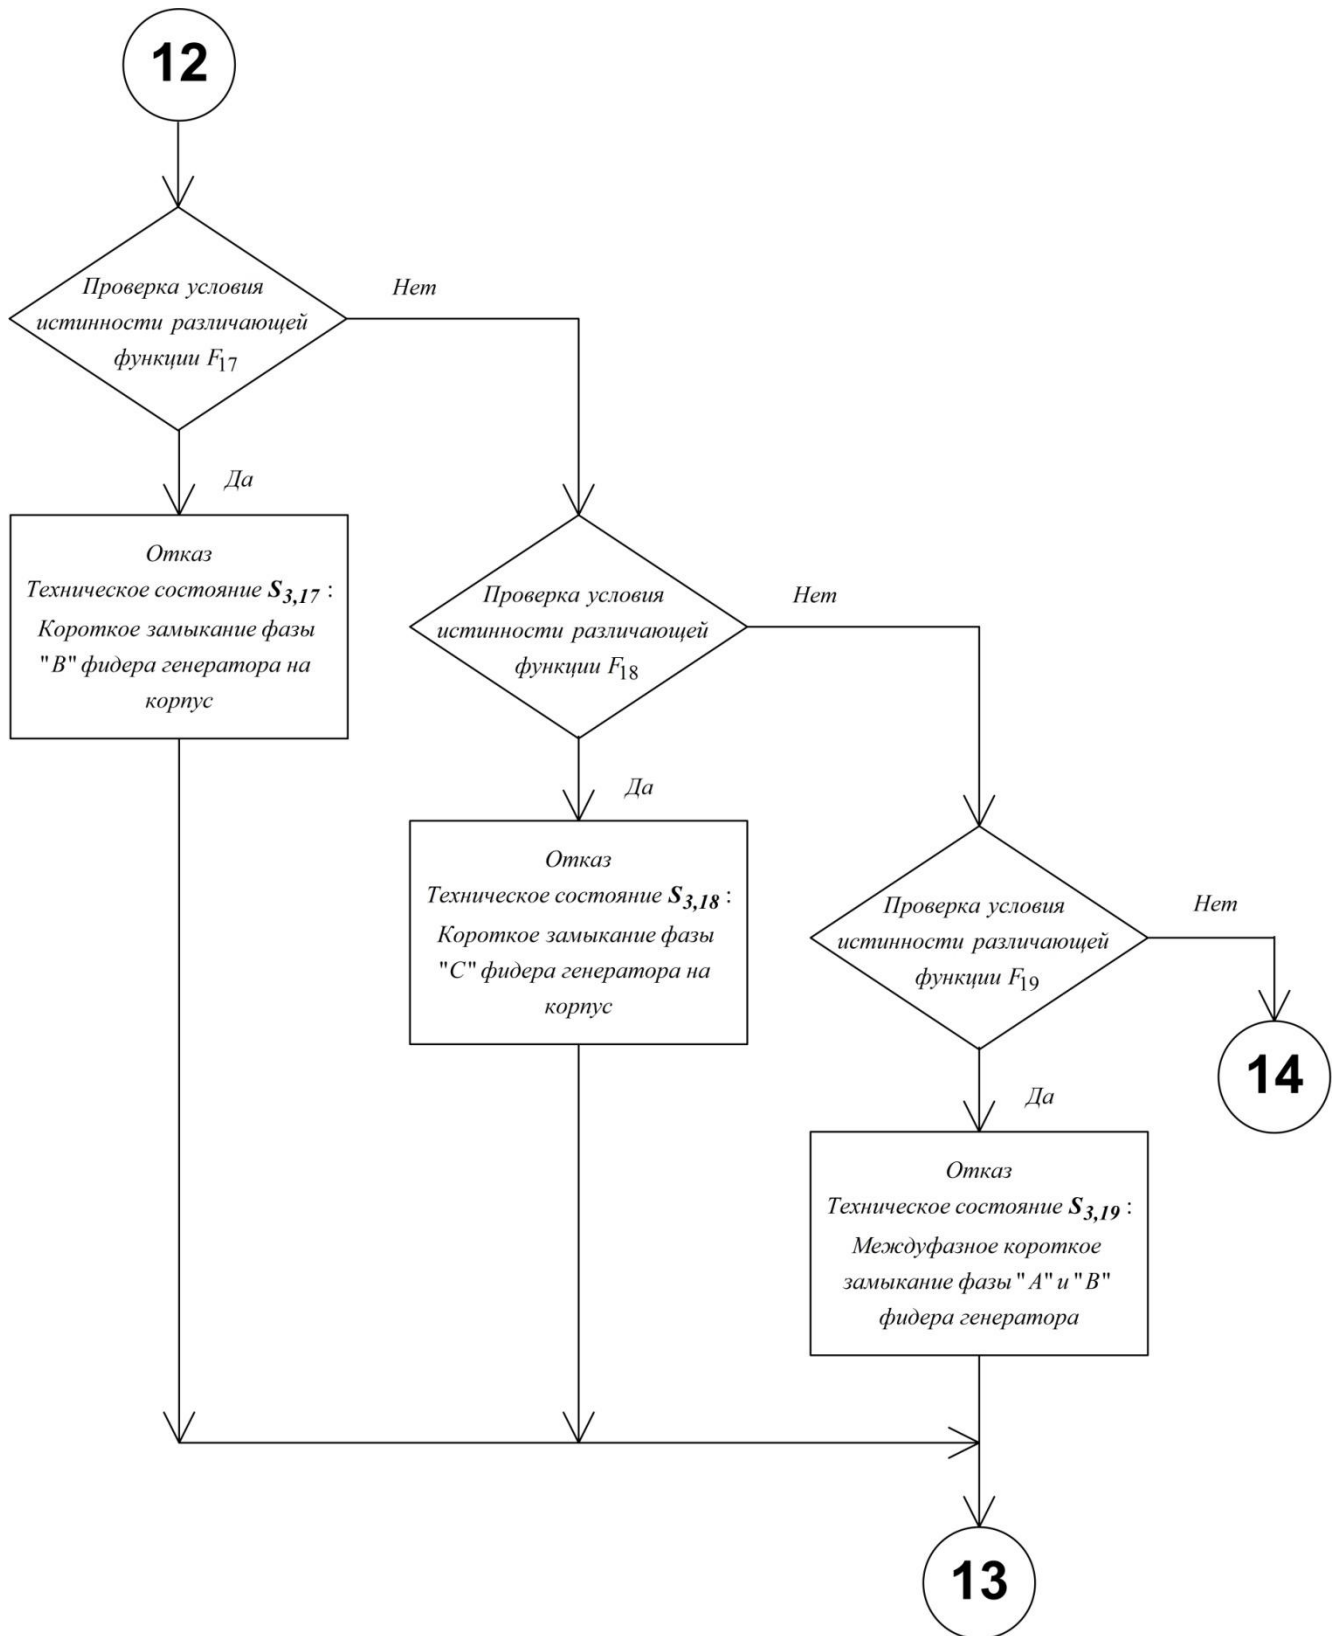 12
Проверка условия
истинности различающей
функции F17
Нет
Да
Отказ
Техническое состояние S3,17 :
Короткое замыкание фазы
"В" фидера генератора на
корпус
Проверка условия
истинности различающей
функции F18
Нет
Да
Отказ
Техническое состояние S3,18 :
Короткое замыкание фазы
"С" фидера генератора на
корпус
Проверка условия
истинности различающей
функции F19
Нет
14
Да
Отказ
Техническое состояние S3,19 :
Междуфазное короткое
замыкание фазы "А" и "В"
фидера генератора
13